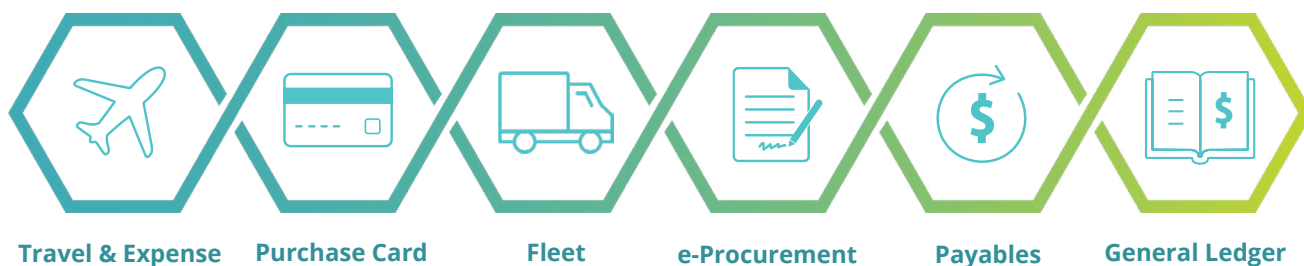 $
$
Travel & Expense
Purchase Card
Fleet
e-Procurement
Payables
General Ledger